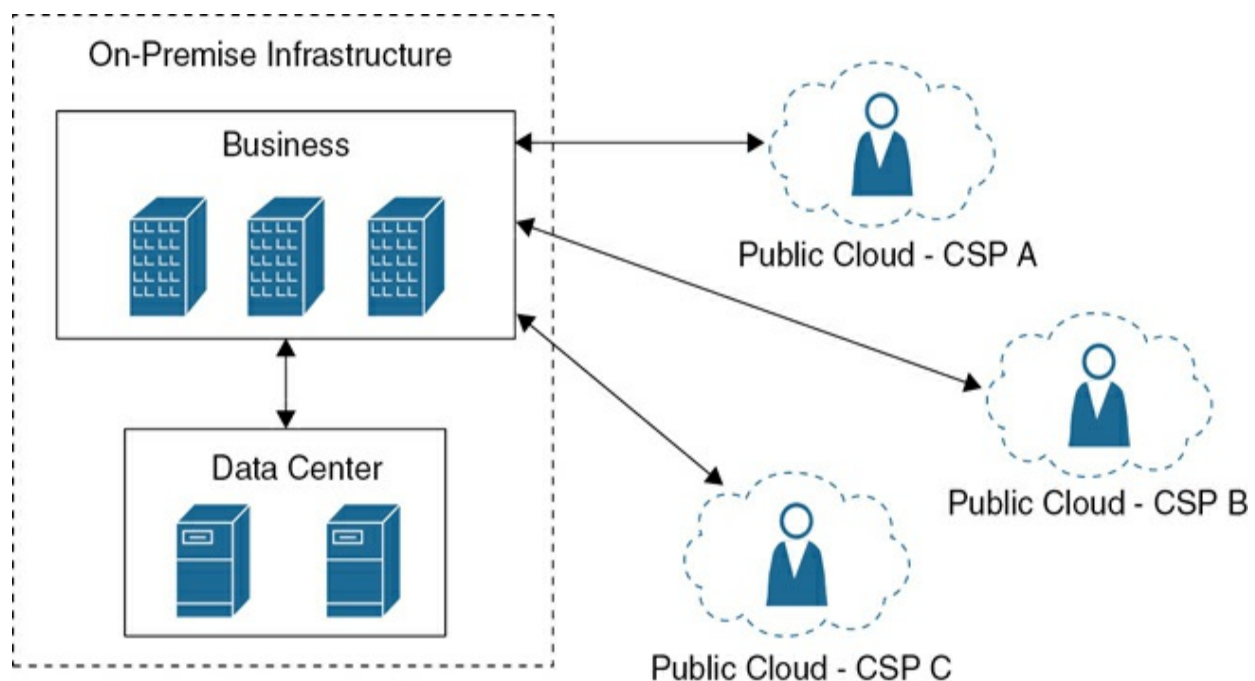 On-Premise Infrastructure
Business
Public Cloud - CSP A
Data Center
Public Cloud - CSP B
Public Cloud - CSP C